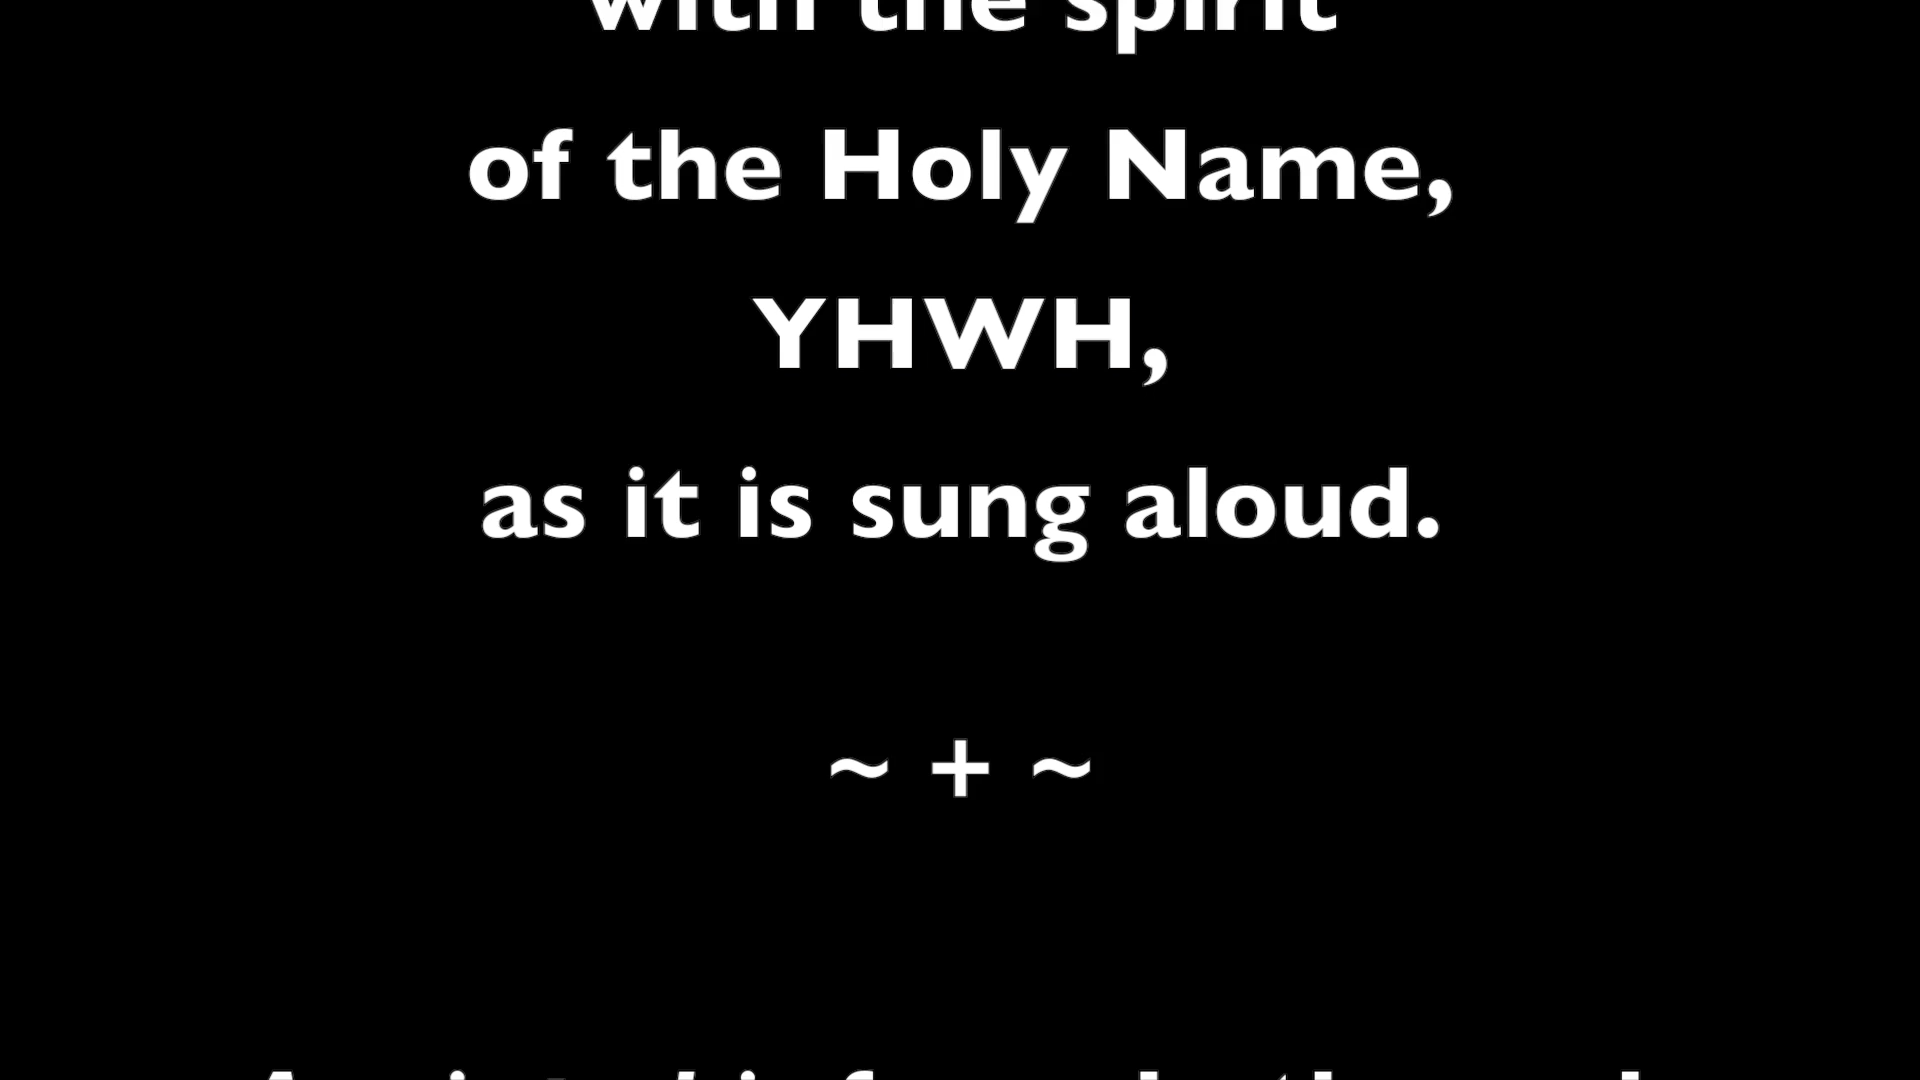 with the spirit
of the Holy Name,
YHWH,
as it is sung aloud.
~ + ~